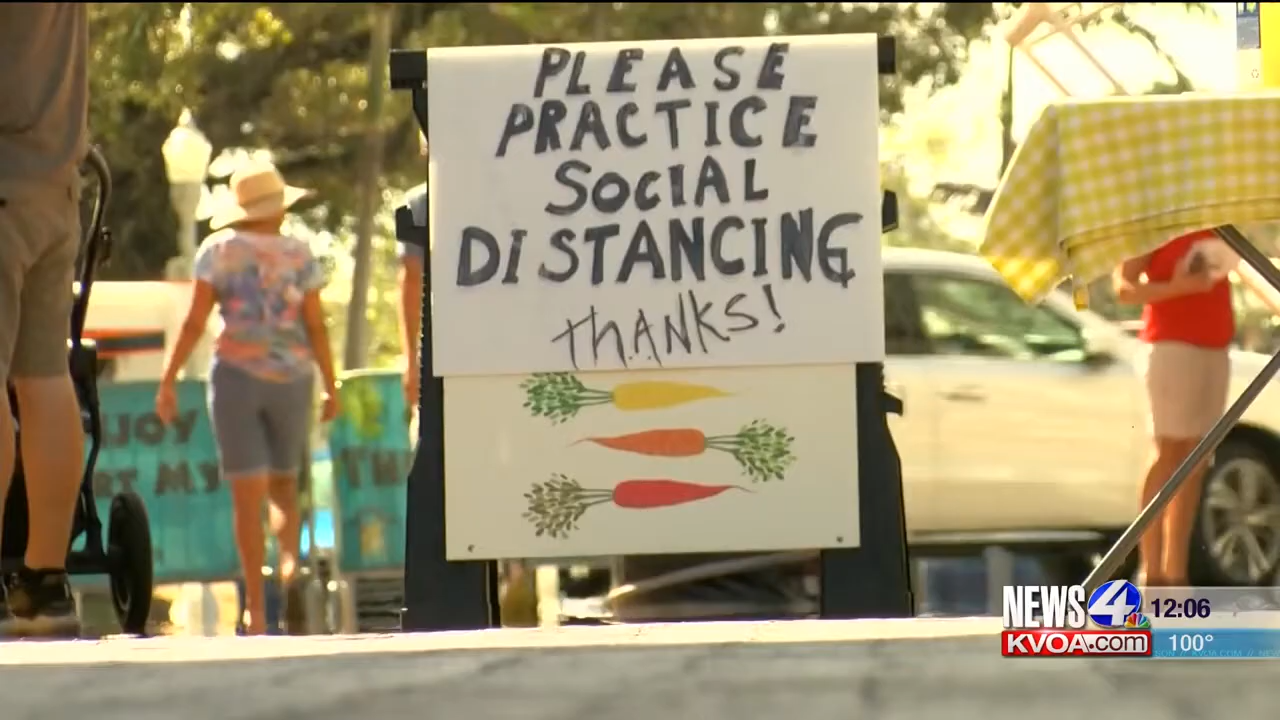 PLEASE
PRACTICE
SOCIAL
DISTANCING
THANKS!
NEWS 4 12:06
KVOA.com 100°